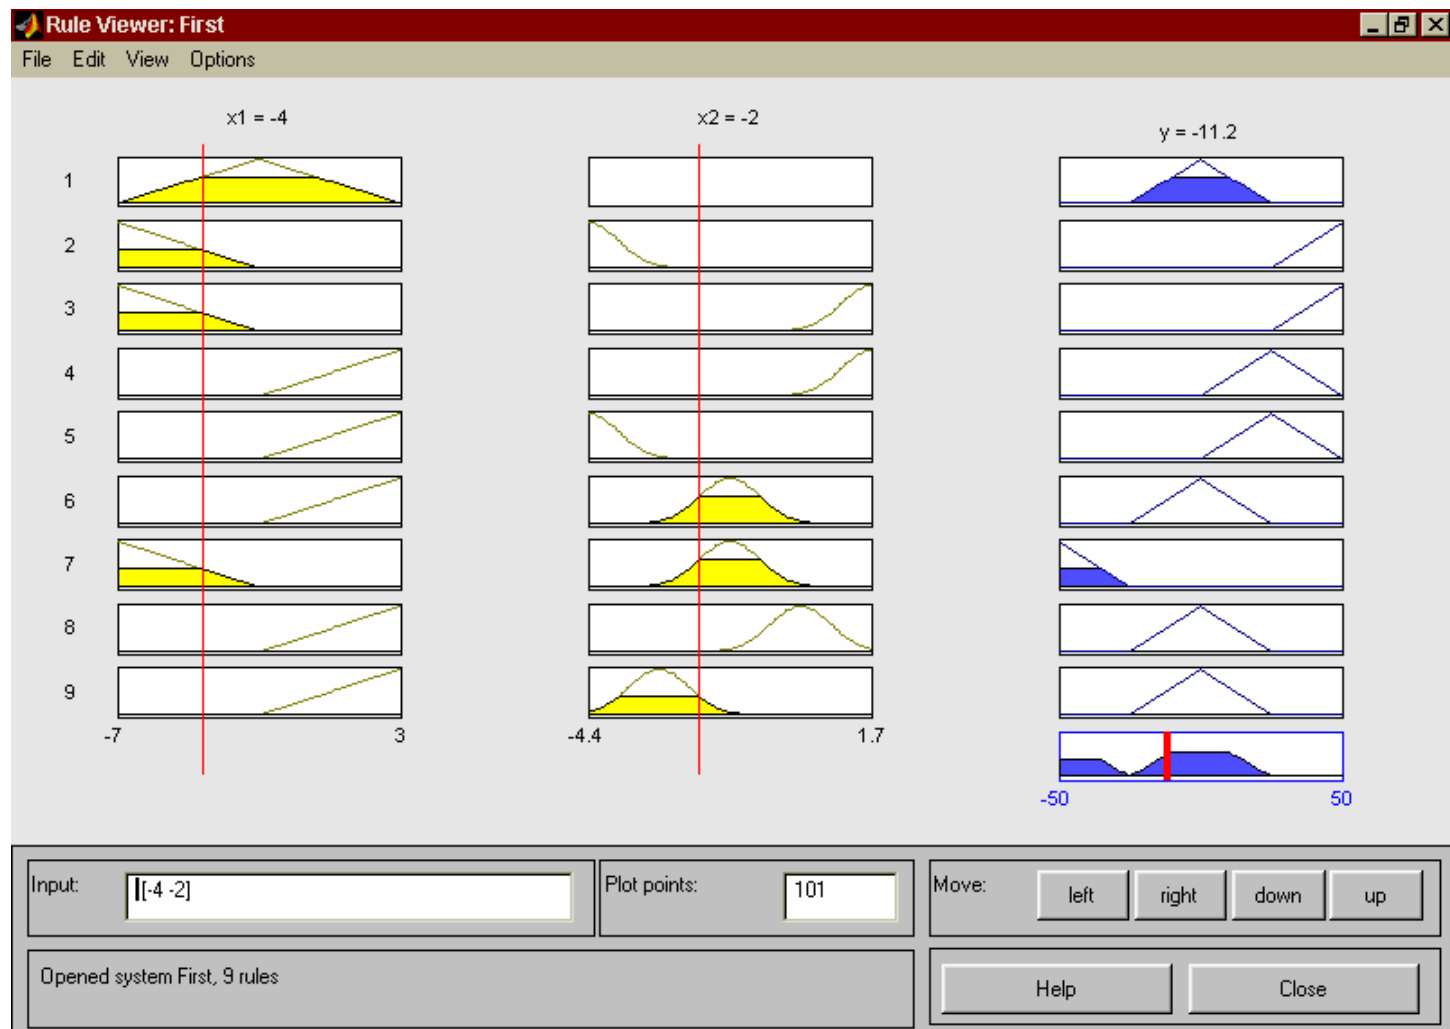 Rule Viewer: First
File Edit View Options
x1 = -4 x2 = -2 y = -11.2
1
2
3
4
5
6
7
8
9
-7 3 -4.4 1.7
-50 50
Input: [-4 -2] Plot points: 101 Move: left right down up
Opened system First, 9 rules
Help Close